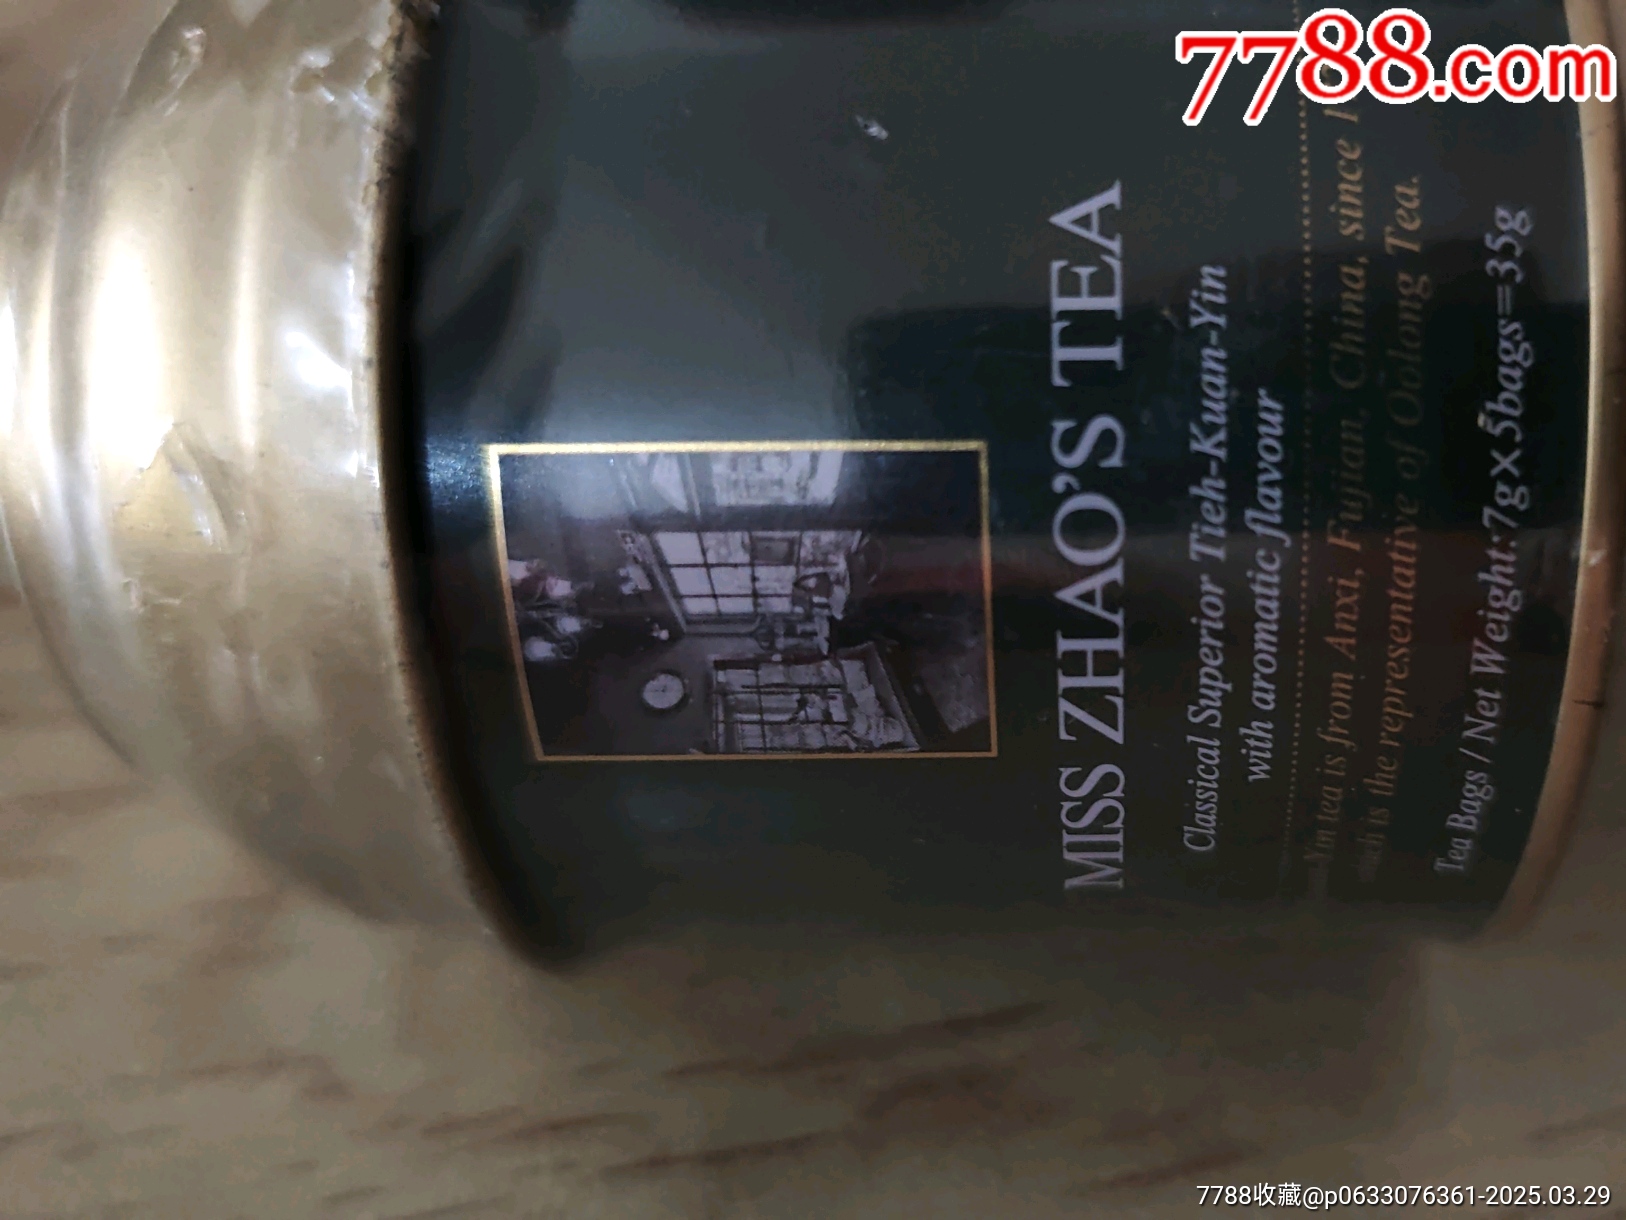 7788.com
MISS ZHAO'S TEA
Classical Superior Tieh-Kuan-Yin
with aromatic flavour
Yin tea is from Anxi, Fujian, China, since
is the representative of Oolong Tea.
Tea Bags / Net Weight:7g×5bags=35g
7788收藏@p0633076361-2025.03.29